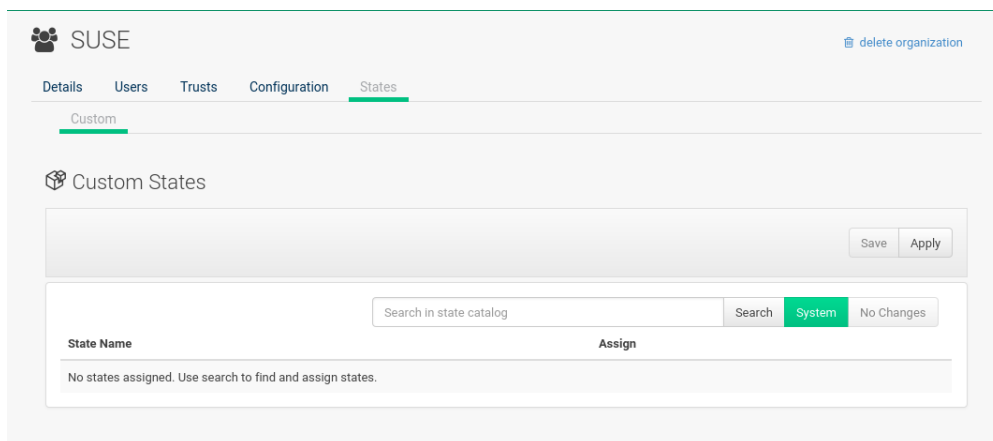 SUSE
delete organization
Details Users Trusts Configuration States
Custom
Custom States
Save Apply
Search in state catalog Search System No Changes
State Name Assign
No states assigned. Use search to find and assign states.